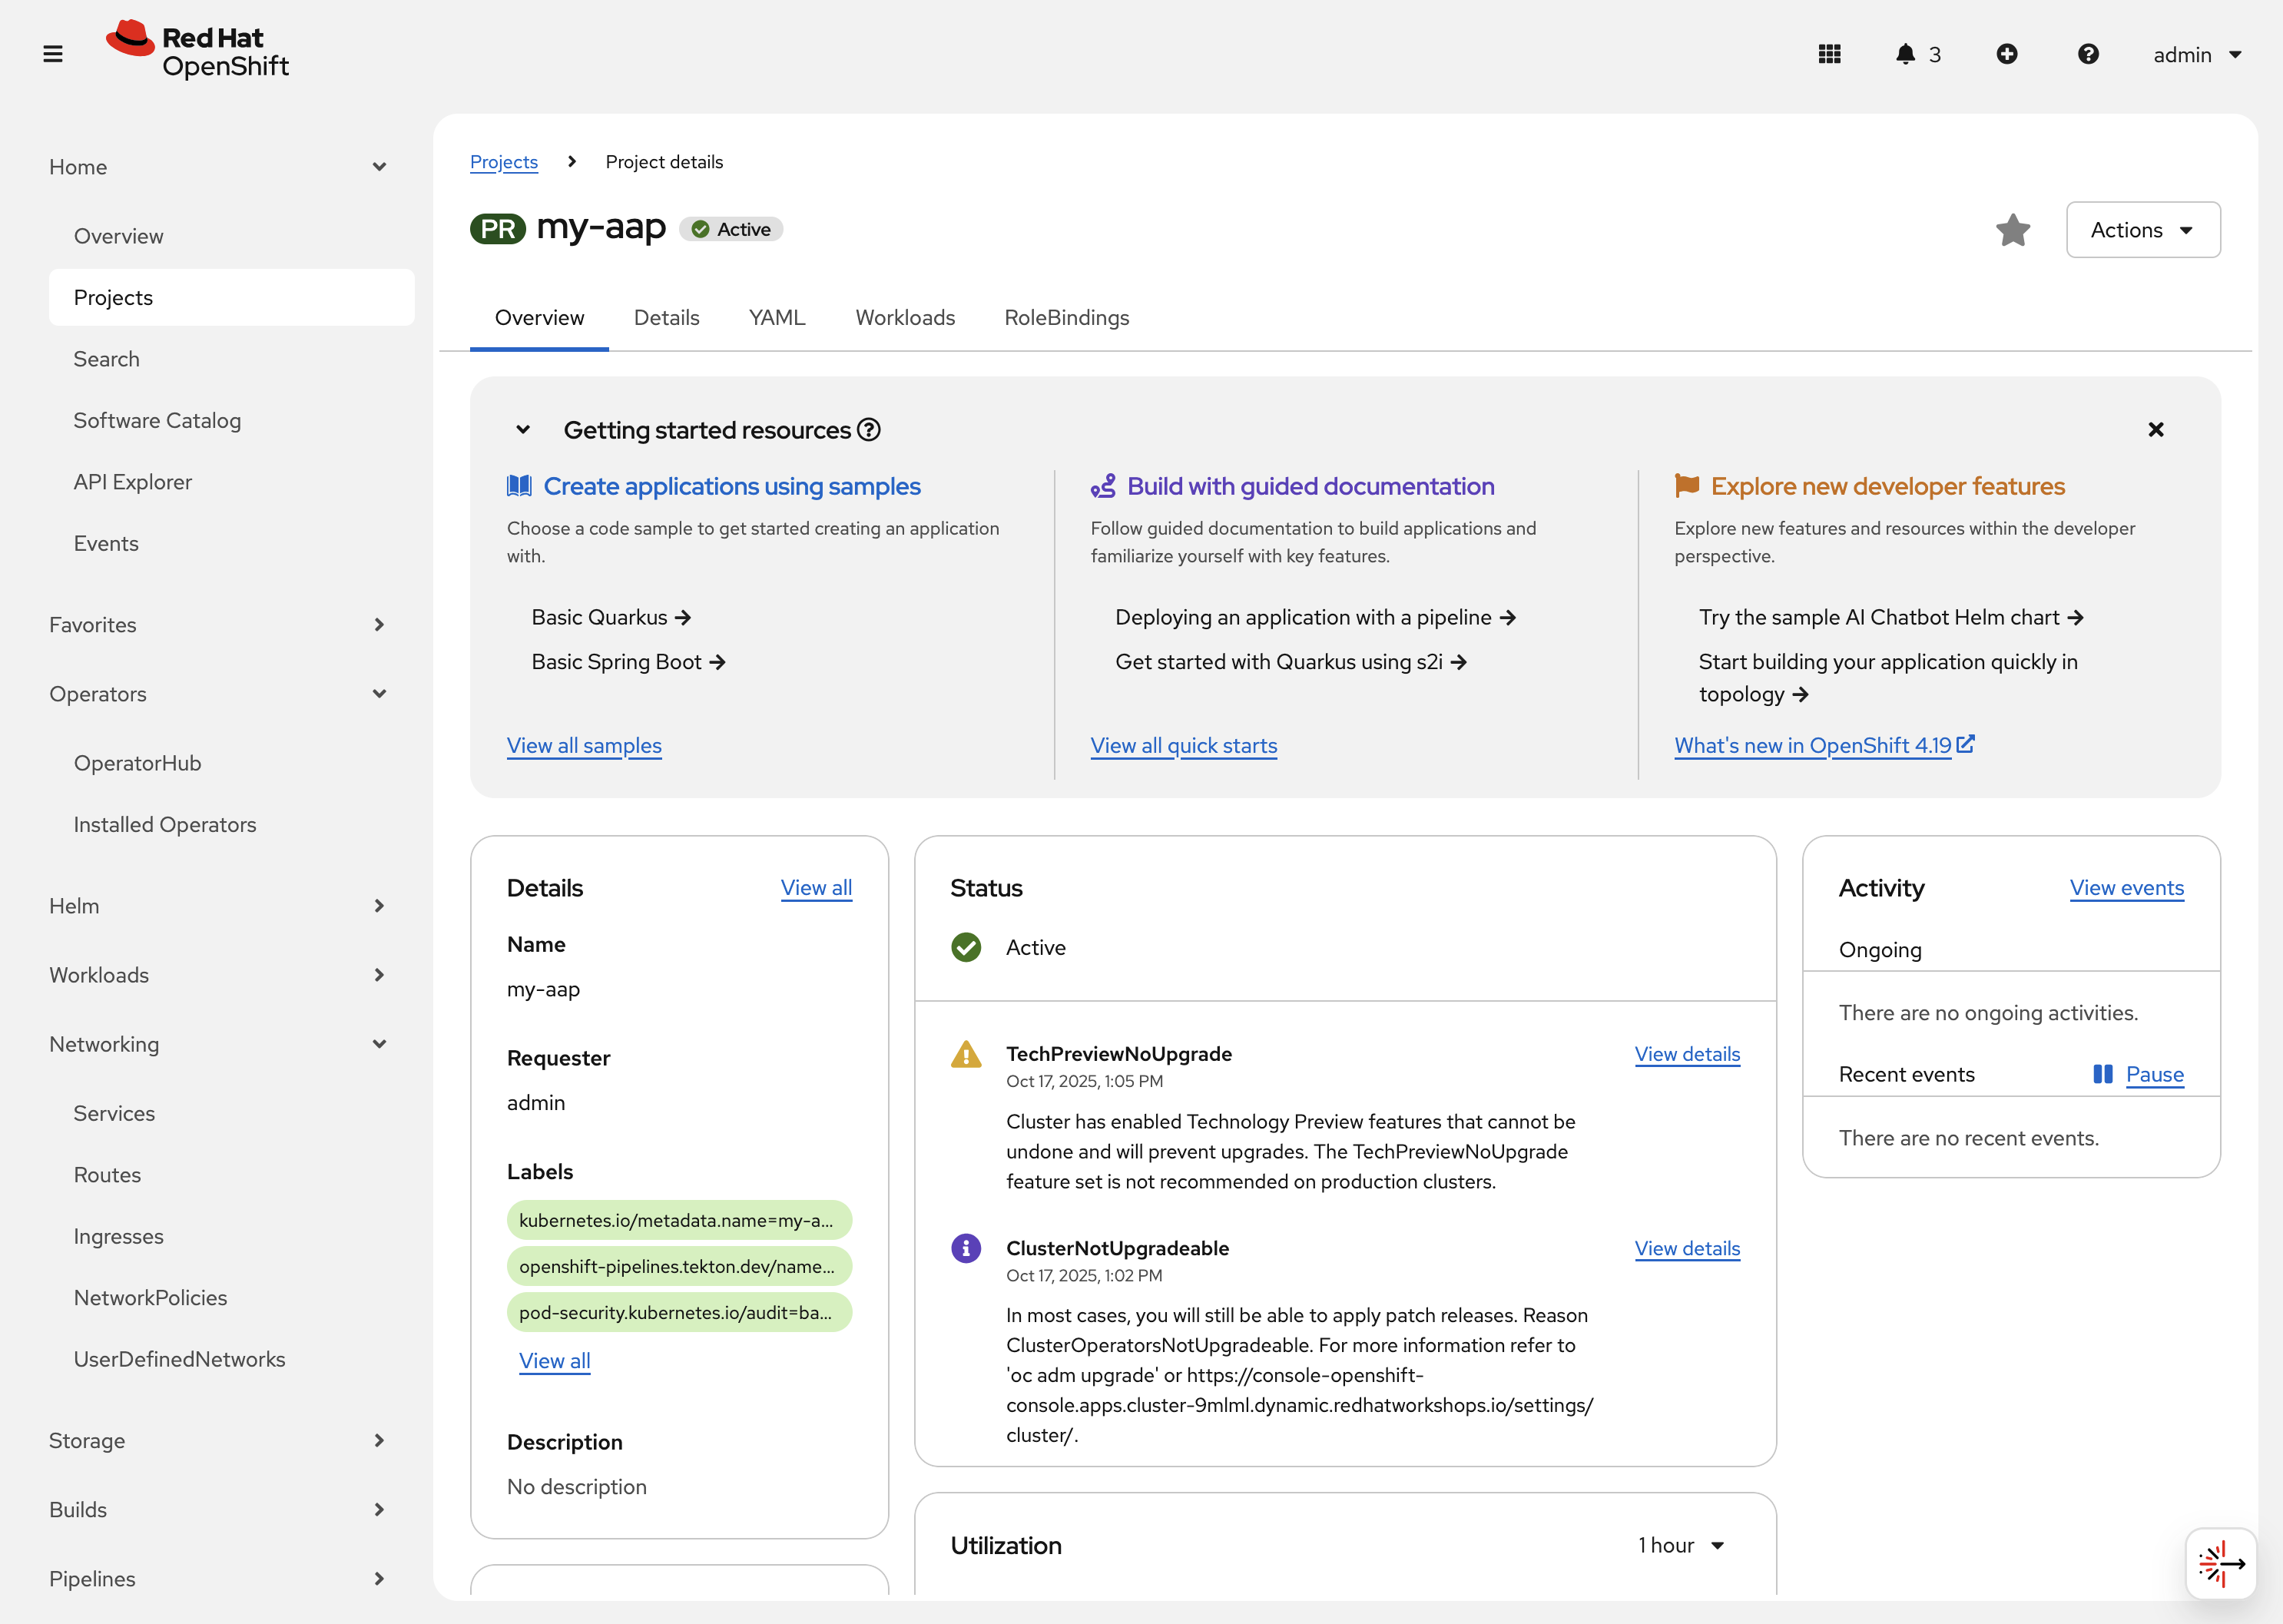 Red Hat
OpenShift
3
admin
Home
Overview
Projects
Search
Software Catalog
API Explorer
Events
Favorites
Operators
OperatorHub
Installed Operators
Helm
Workloads
Networking
Services
Routes
Ingresses
NetworkPolicies
UserDefinedNetworks
Storage
Builds
Pipelines
Projects
Project details
PR my-aap Active
Actions
Overview Details YAML Workloads RoleBindings
Getting started resources
Create applications using samples
Choose a code sample to get started creating an application
with.
Basic Quarkus
Basic Spring Boot
View all samples
Build with guided documentation
Follow guided documentation to build applications and
familiarize yourself with key features.
Deploying an application with a pipeline
Get started with Quarkus using s2i
View all quick starts
Explore new developer features
Explore new features and resources within the developer
perspective.
Try the sample AI Chatbot Helm chart
Start building your application quickly in
topology
What's new in OpenShift 4.19
Details View all
Name
my-aap
Requester
admin
Labels
kubernetes.io/metadata.name=my-a...
openshift-pipelines.tekton.dev/name...
pod-security.kubernetes.io/audit=ba...
View all
Description
No description
Status
Active
TechPreviewNoUpgrade View details
Oct 17, 2025, 1:05 PM
Cluster has enabled Technology Preview features that cannot be
undone and will prevent upgrades. The TechPreviewNoUpgrade
feature set is not recommended on production clusters.
ClusterNotUpgradeable View details
Oct 17, 2025, 1:02 PM
In most cases, you will still be able to apply patch releases. Reason
ClusterOperatorsNotUpgradeable. For more information refer to
'oc adm upgrade' or https://console-openshift-
console.apps.cluster-9mlml.dynamic.redhatworkshops.io/settings/
cluster/.
Utilization 1 hour
Activity View events
Ongoing
There are no ongoing activities.
Recent events Pause
There are no recent events.